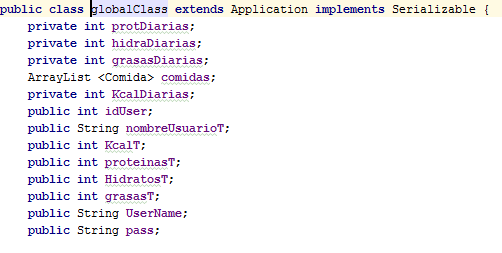 public class globalClass extends Application implements Serializable {
private int protDiarias;
private int hidraDiarias;
private int grasasDiarias;
ArrayList <Comida> comidas;
private int KcalDiarias;
public int idUser;
public String nombreUsuarioT;
public int KcalT;
public int proteinasT;
public int HidratosT;
public int grasasT;
public String UserName;
public String pass;